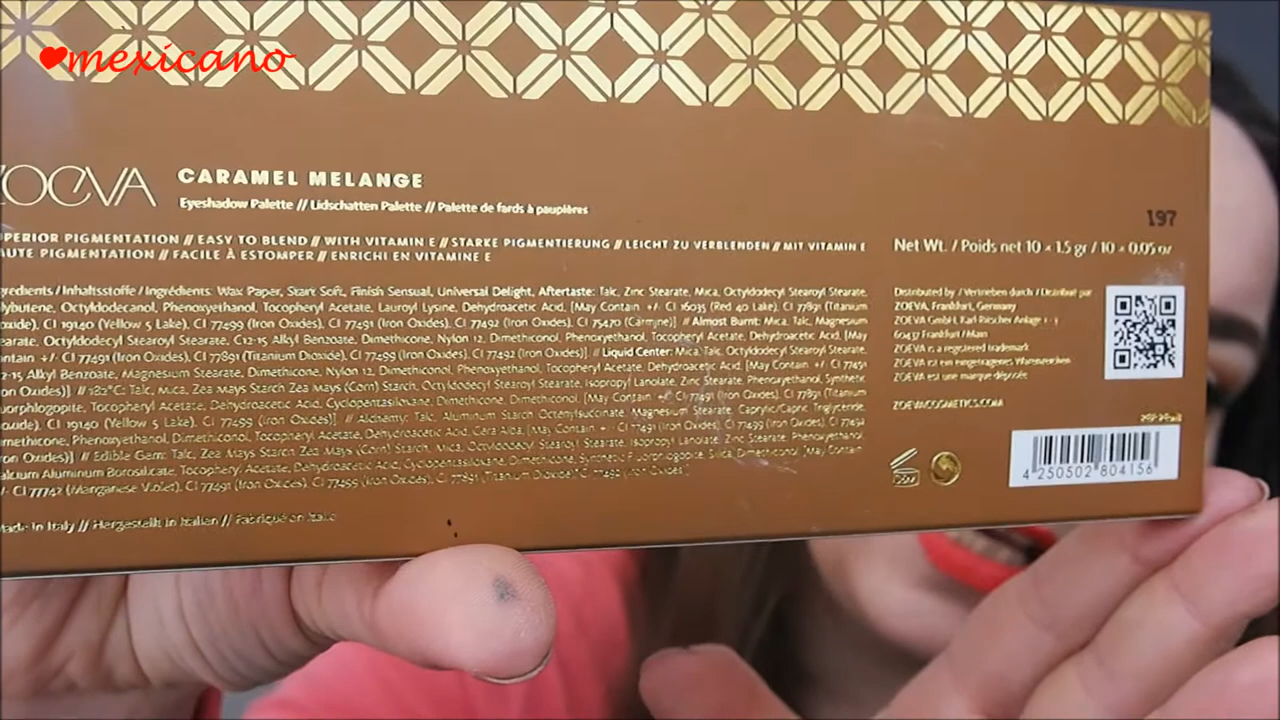 mexicano
ZOEVA
CARAMEL MELANGE
Eyeshadow Palette // Lidschatten Palette // Palette de fards à paupières
PERIOR PIGMENTATION // EASY TO BLEND // WITH VITAMIN E // STARKE PIGMENTIERUNG // LEICHT ZU VERBLENDEN // MIT VITAMIN E
AUTE PIGMENTATION // FACILE À ESTOMPER // ENRICHI EN VITAMINE E
redients / Inhaltsstoffe / Ingrédients: Wax Paper, Start Soft, Finish Sensual, Universal Delight, Aftertaste: Talc, Zinc Stearate, Mica, Octyldodecyl Stearoyl Stearate,
lybutene, Octyldodecanol, Phenoxyethanol, Tocopheryl Acetate, Lauroyl Lysine, Dehydroacetic Acid, [May Contain +/- CI 16035 (Red 40 Lake), CI 77891 (Titanium
oxide), CI 19140 (Yellow 5 Lake), CI 77499 (Iron Oxides), CI 77491 (Iron Oxides), CI 77492 (Iron Oxides), CI 75470 (Carmine)] // Almost Burnt: Mica, Talc, Magnesium
earate, Octyldodecyl Stearoyl Stearate, C12-15 Alkyl Benzoate, Dimethicone, Nylon 12, Dimethiconol, Phenoxyethanol, Tocopheryl Acetate, Dehydroacetic Acid, [May
ontain +/- CI 77491 (Iron Oxides), CI 77891 (Titanium Dioxide), CI 77499 (Iron Oxides), CI 77492 (Iron Oxides)] // Liquid Center: Mica, Talc, Octyldodecyl Stearoyl Stearate,
2-15 Alkyl Benzoate, Magnesium Stearate, Dimethicone, Nylon 12, Dimethiconol, Phenoxyethanol, Tocopheryl Acetate, Dehydroacetic Acid, [May Contain +/- CI 77491
on Oxides)] // 182°C: Talc, Mica, Zea Mays Starch Zea Mays (Corn) Starch, Octyldodecyl Stearoyl Stearate, Isopropyl Lanolate, Zinc Stearate, Phenoxyethanol, Synthetic
uorphlogopite, Tocopheryl Acetate, Dehydroacetic Acid, Cyclopentasiloxane, Dimethicone, Dimethiconol, [May Contain +/- CI 77491 (Iron Oxides), CI 77891 (Titanium
oxide), CI 19140 (Yellow 5 Lake), CI 77499 (Iron Oxides)] // Alchemy: Talc, Aluminum Starch Octenylsuccinate, Magnesium Stearate, Caprylic/Capric Triglyceride,
methicone, Phenoxyethanol, Dimethiconol, Tocopheryl Acetate, Dehydroacetic Acid, Cera Alba, [May Contain +/- CI 77491 (Iron Oxides), CI 77499 (Iron Oxides), CI 77492
on Oxides)] // Edible Gem: Talc, Zea Mays Starch Zea Mays (Corn) Starch, Mica, Octyldodecyl Stearoyl Stearate, Isopropyl Lanolate, Zinc Stearate, Phenoxyethanol,
alcium Aluminum Borosilicate, Tocopheryl Acetate, Dehydroacetic Acid, Cyclopentasiloxane, Dimethicone, Synthetic Fluorphlogopite, Silica, Dimethiconol, [May Contain
/- CI 77742 (Manganese Violet), CI 77491 (Iron Oxides), CI 77499 (Iron Oxides), CI 77891 (Titanium Dioxide), CI 77492 (Iron Oxides)]
Made in Italy // Hergestellt in Italien // Fabriqué en Italie
197
Net Wt. / Poids net 10 × 1.5 gr / 10 × 0.05 oz
Distributed by / Vertrieben durch / Distribué par
ZOEVA, Frankfurt, Germany
ZOEVA GmbH, Karl-Bröcher-Anlage
60437 Frankfurt / Main
ZOEVA is a registered trademark
ZOEVA ist ein eingetragenes Warenzeichen
ZOEVA est une marque déposée
ZOEVACOSMETICS.COM
4 250502 804156